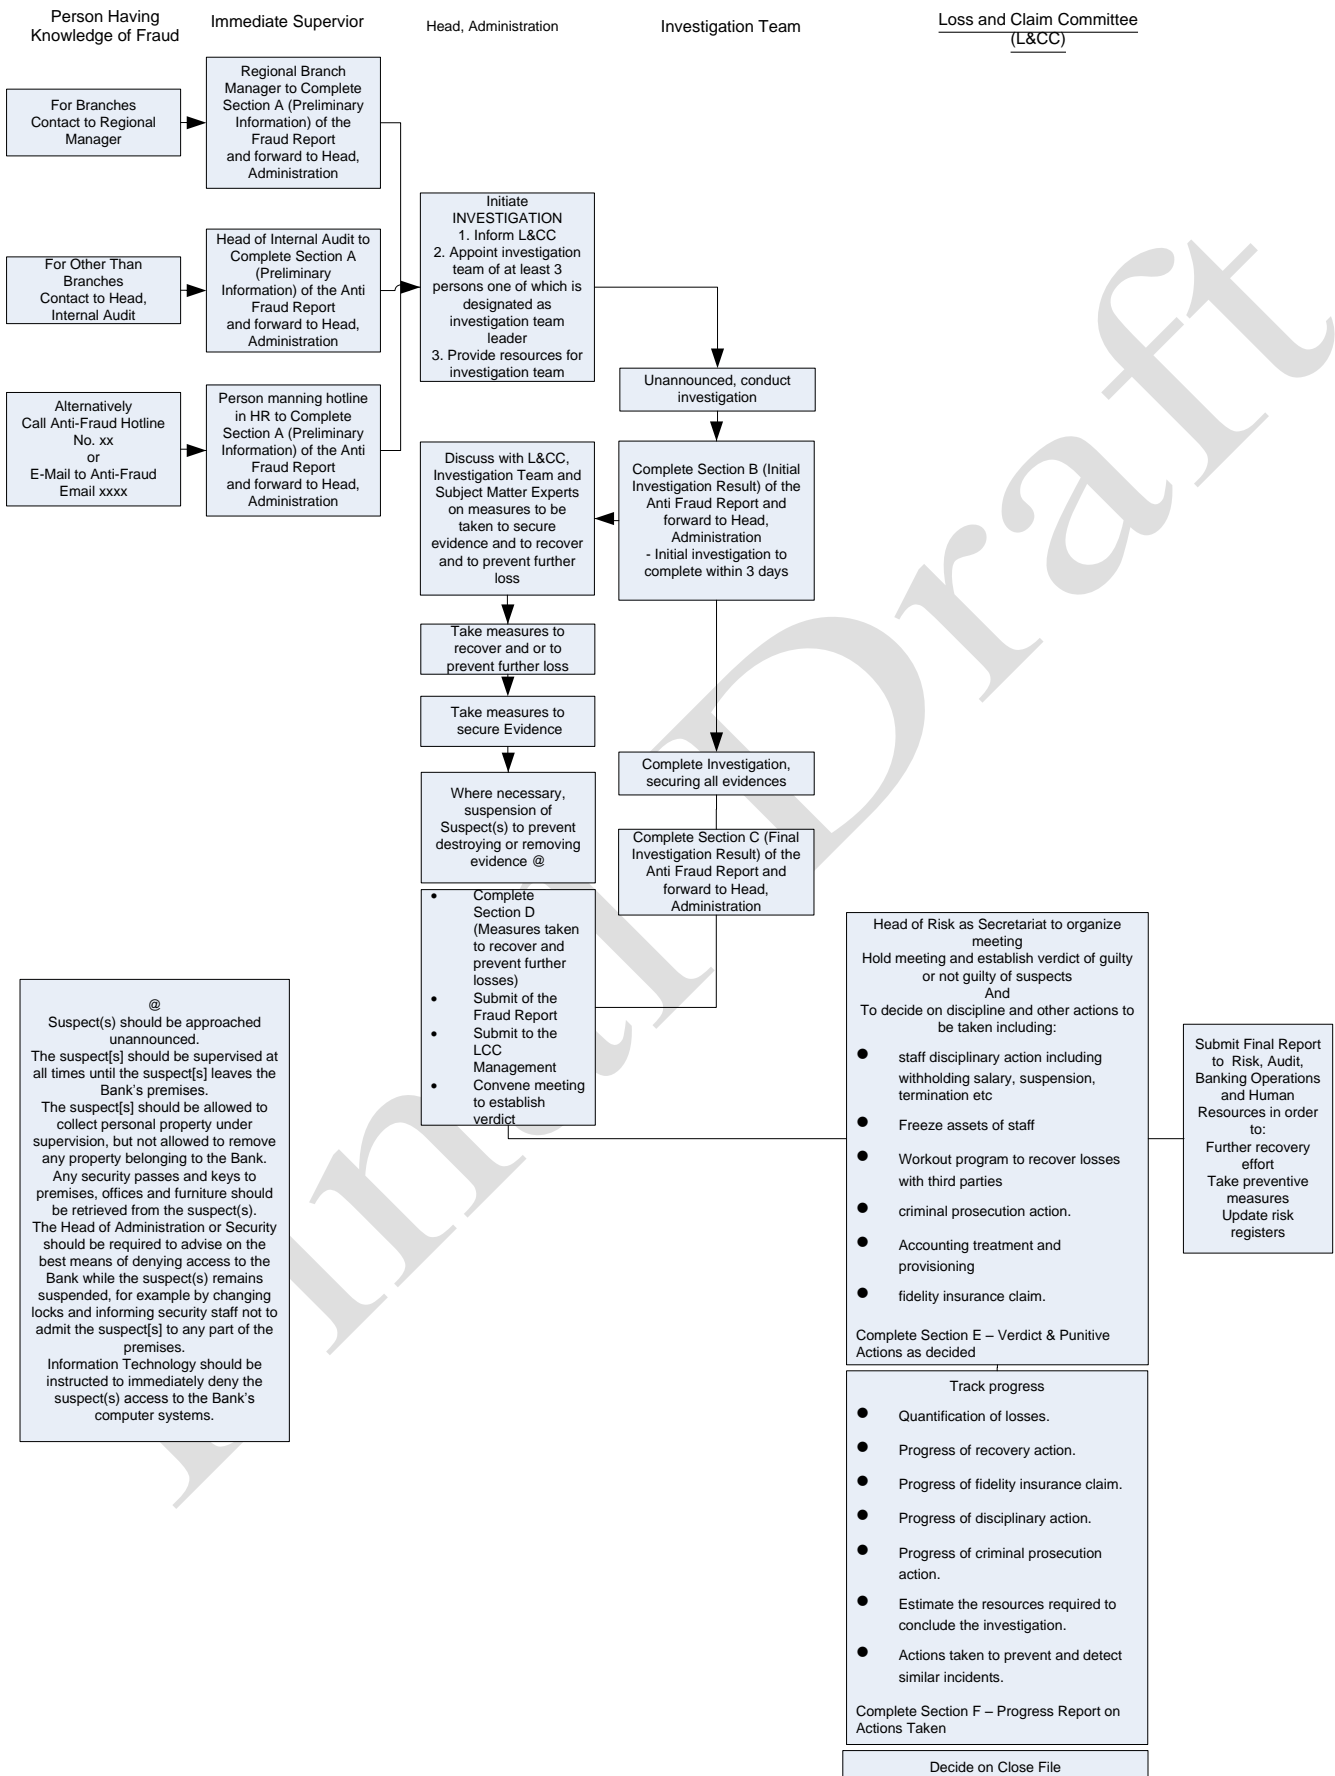 Person Having
Knowledge of Fraud
Immediate Supervior
Head, Administration
Investigation Team
Loss and Claim Committee
(L&CC)
For Branches
Contact to Regional
Manager
Regional Branch
Manager to Complete
Section A (Preliminary
Information) of the
Fraud Report
and forward to Head,
Administration
For Other Than
Branches
Contact to Head,
Internal Audit
Head of Internal Audit to
Complete Section A
(Preliminary
Information) of the Anti
Fraud Report
and forward to Head,
Administration
Alternatively
Call Anti-Fraud Hotline
No. xx
or
E-Mail to Anti-Fraud
Email xxxx
Person manning hotline
in HR to Complete
Section A (Preliminary
Information) of the Anti
Fraud Report
and forward to Head,
Administration
Initiate
INVESTIGATION
1. Inform L&CC
2. Appoint investigation
team of at least 3
persons one of which is
designated as
investigation team
leader
3. Provide resources for
investigation team
Unannounced, conduct
investigation
Complete Section B (Initial
Investigation Result) of the
Anti Fraud Report and
forward to Head,
Administration
- Initial investigation to
complete within 3 days
Discuss with L&CC,
Investigation Team and
Subject Matter Experts
on measures to be
taken to secure
evidence and to recover
and to prevent further
loss
Take measures to
recover and or to
prevent further loss
Take measures to
secure Evidence
Where necessary,
suspension of
Suspect(s) to prevent
destroying or removing
evidence @
Complete Investigation,
securing all evidences
Complete Section C (Final
Investigation Result) of the
Anti Fraud Report and
forward to Head,
Administration
• Complete
Section D
(Measures taken
to recover and
prevent further
losses)
• Submit of the
Fraud Report
• Submit to the
LCC
Management
• Convene meeting
to establish
verdict
@
Suspect(s) should be approached
unannounced.
The suspect[s] should be supervised at
all times until the suspect[s] leaves the
Bank's premises.
The suspect[s] should be allowed to
collect personal property under
supervision, but not allowed to remove
any property belonging to the Bank.
Any security passes and keys to
premises, offices and furniture should
be retrieved from the suspect(s).
The Head of Administration or Security
should be required to advise on the
best means of denying access to the
Bank while the suspect(s) remains
suspended, for example by changing
locks and informing security staff not to
admit the suspect[s] to any part of the
premises.
Information Technology should be
instructed to immediately deny the
suspect(s) access to the Bank's
computer systems.
Head of Risk as Secretariat to organize
meeting
Hold meeting and establish verdict of guilty
or not guilty of suspects
And
To decide on discipline and other actions to
be taken including:
● staff disciplinary action including
withholding salary, suspension,
termination etc
● Freeze assets of staff
● Workout program to recover losses
with third parties
● criminal prosecution action.
● Accounting treatment and
provisioning
● fidelity insurance claim.
Complete Section E – Verdict & Punitive
Actions as decided
Submit Final Report
to Risk, Audit,
Banking Operations
and Human
Resources in order
to:
Further recovery
effort
Take preventive
measures
Update risk
registers
Track progress
● Quantification of losses.
● Progress of recovery action.
● Progress of fidelity insurance claim.
● Progress of disciplinary action.
● Progress of criminal prosecution
action.
● Estimate the resources required to
conclude the investigation.
● Actions taken to prevent and detect
similar incidents.
Complete Section F – Progress Report on
Actions Taken
Decide on Close File
Final Draft